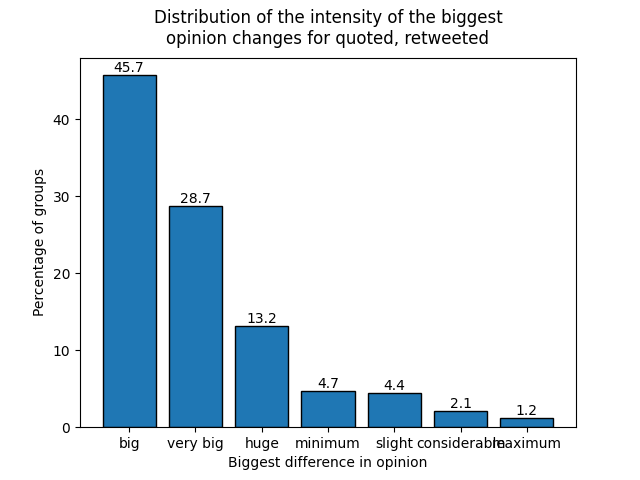 Distribution of the intensity of the biggest
opinion changes for quoted, retweeted
45.7
28.7
13.2
4.7
4.4
2.1
1.2
40
30
20
10
0
Percentage of groups
big very big huge minimum slight considerable maximum
Biggest difference in opinion